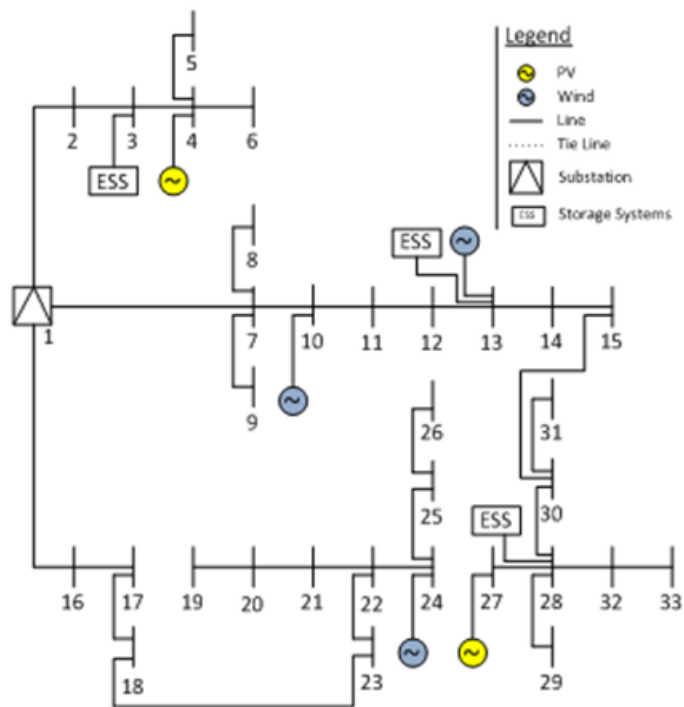 5
Legend
PV
Wind
Line
Tie Line
Substation
ESS Storage Systems
2 3 4 6
ESS
~
ESS ~
8
1 7 10 11 12 13 14 15
~
9
26 31
ESS
25 30
16 17 19 20 21 22 24 27 28 32 33
~ ~
18 23 29